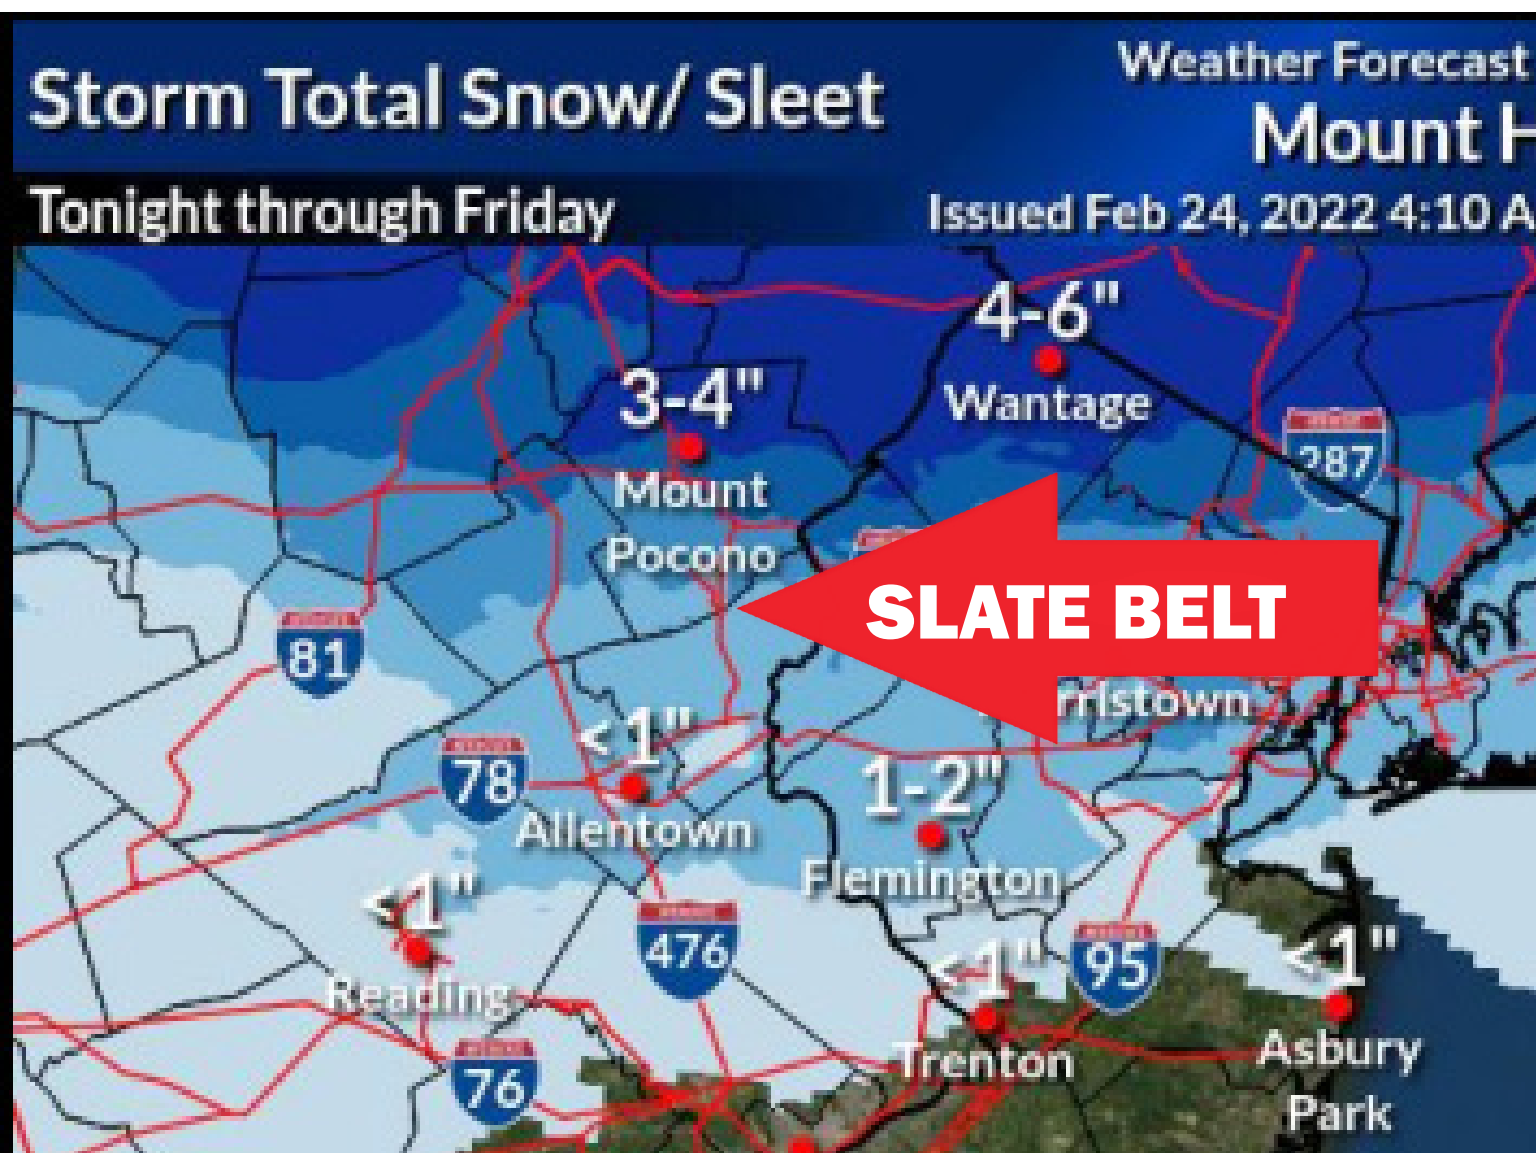 Storm Total Snow/ Sleet
Weather Forecast
Mount H
Tonight through Friday
Issued Feb 24, 2022 4:10 A
4-6"
Wantage
3-4"
Mount
Pocono
287
SLATE BELT
81
rristown
<1"
78
Allentown
1-2"
Flemington
<1"
Reading
476
<1"
95
<1"
Trenton
Asbury
Park
76